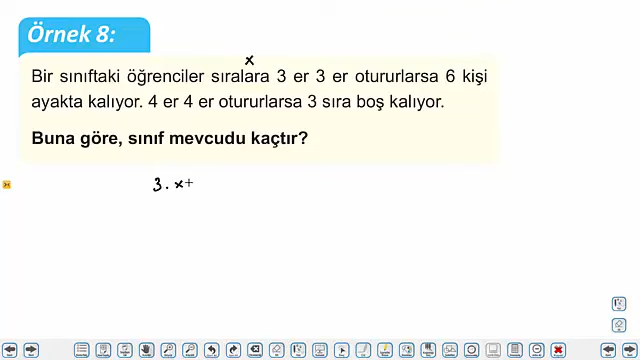 Örnek 8:
x
Bir sınıftaki öğrenciler sıralara 3 er 3 er otururlarsa 6 kişi
ayakta kalıyor. 4 er 4 er otururlarsa 3 sıra boş kalıyor.
Buna göre, sınıf mevcudu kaçtır?
3 . x +